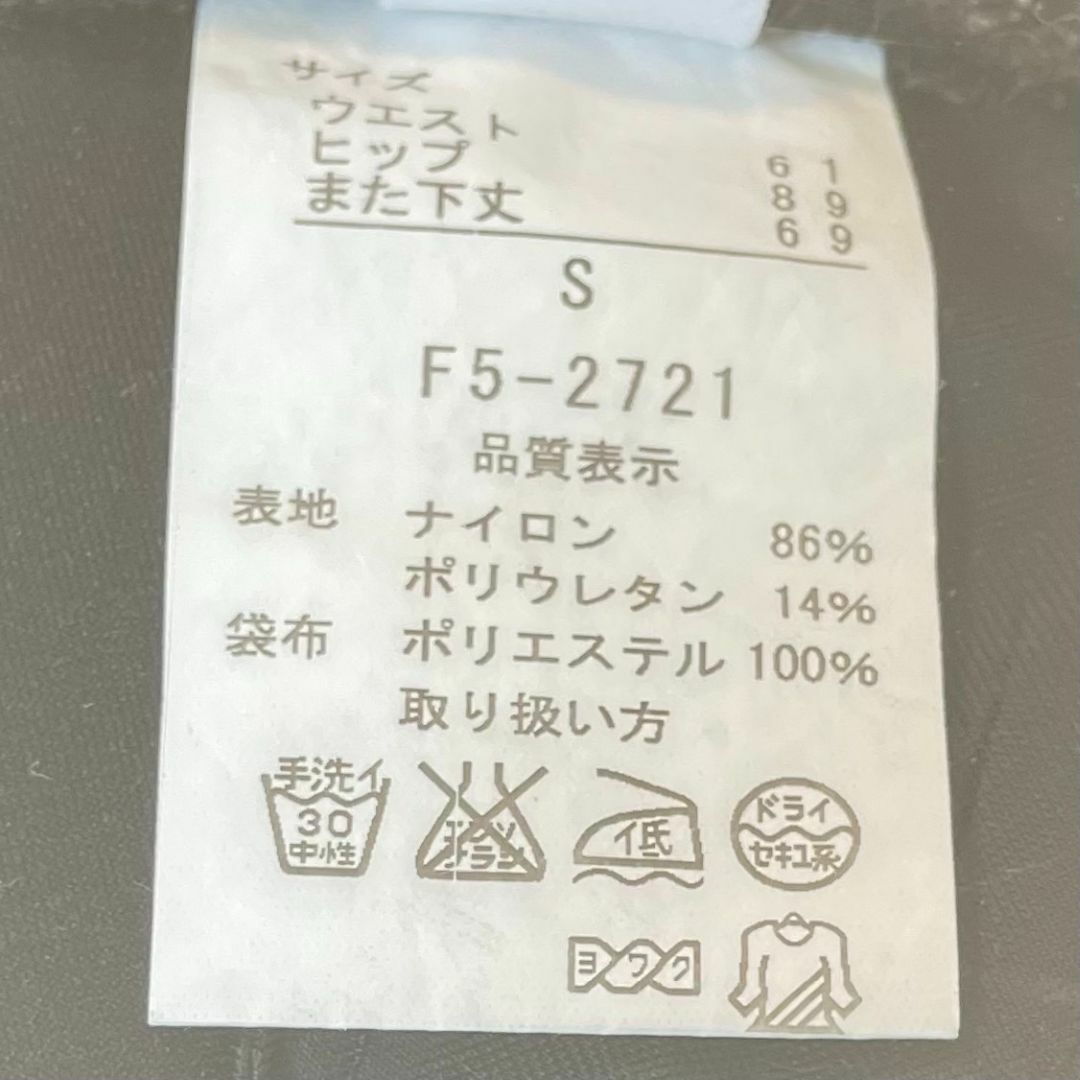 サイズ
ウエスト 61
ヒップ 89
また下丈 69
S
F5-2721
品質表示
表地 ナイロン 86%
ポリウレタン 14%
袋布 ポリエステル 100%
取り扱い方
手洗イ
30
中性
低
ドライ
セキユ系
ヨワク